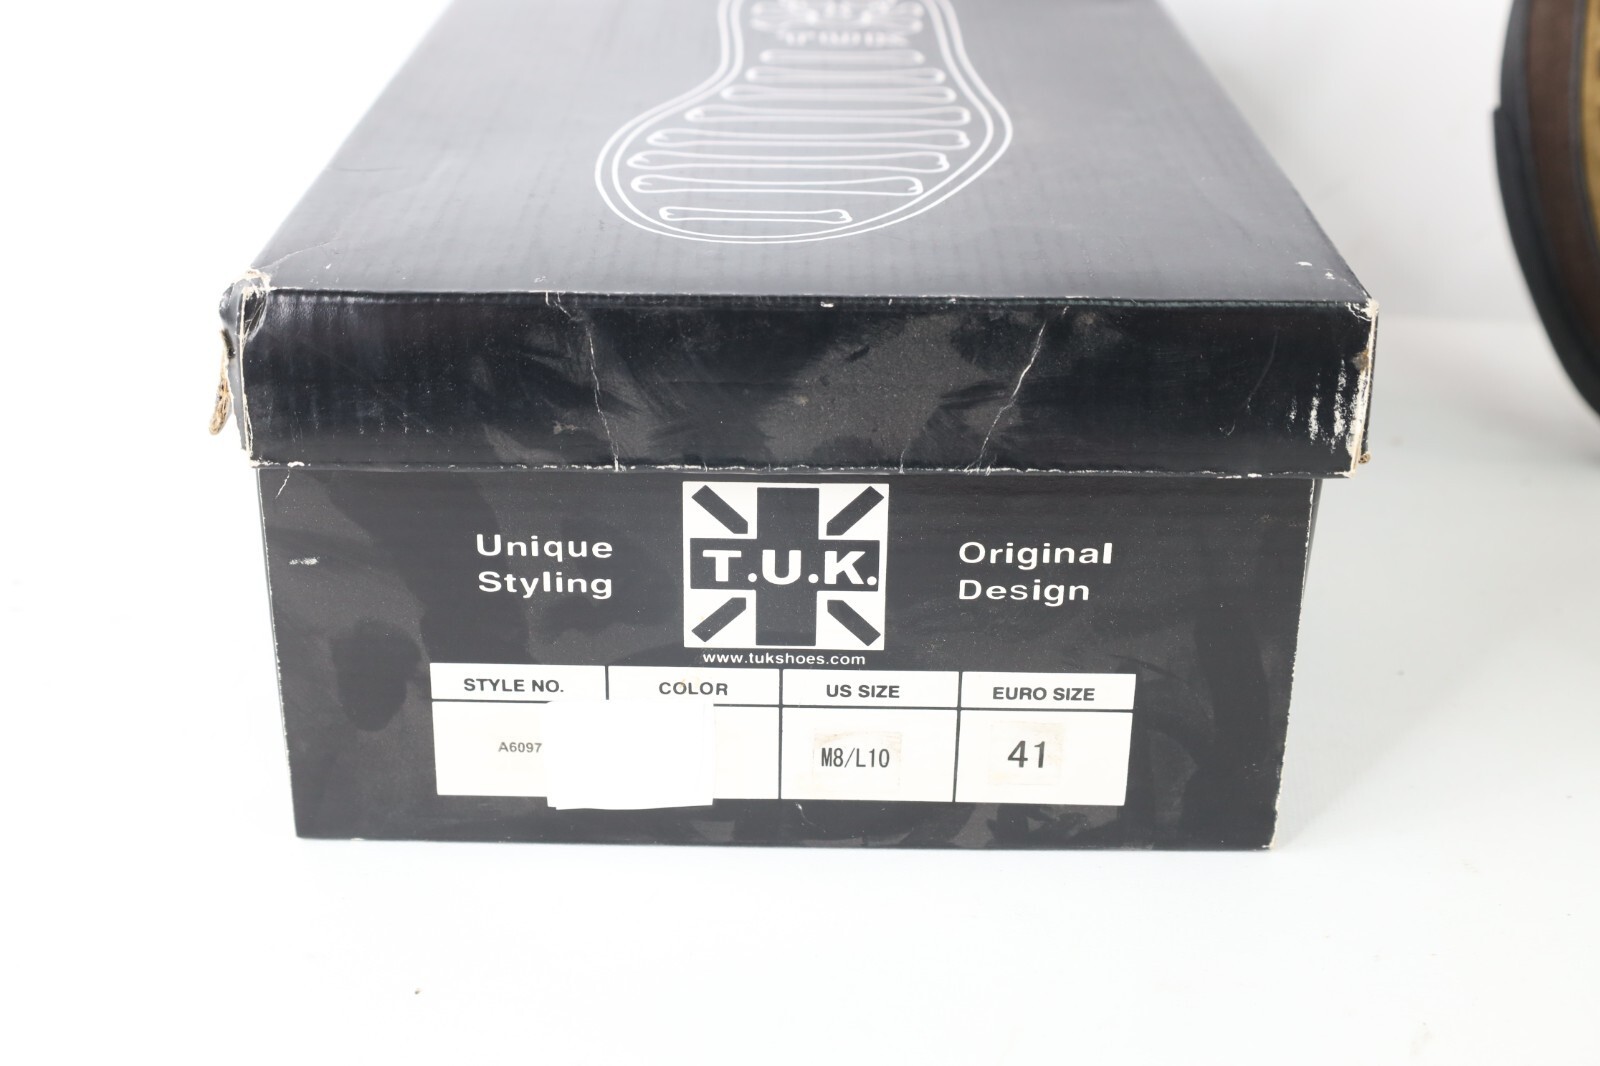 Unique
Styling
T.U.K.
Original
Design
www.tukshoes.com
STYLE NO. COLOR US SIZE EURO SIZE
A6097 M8/L10 41